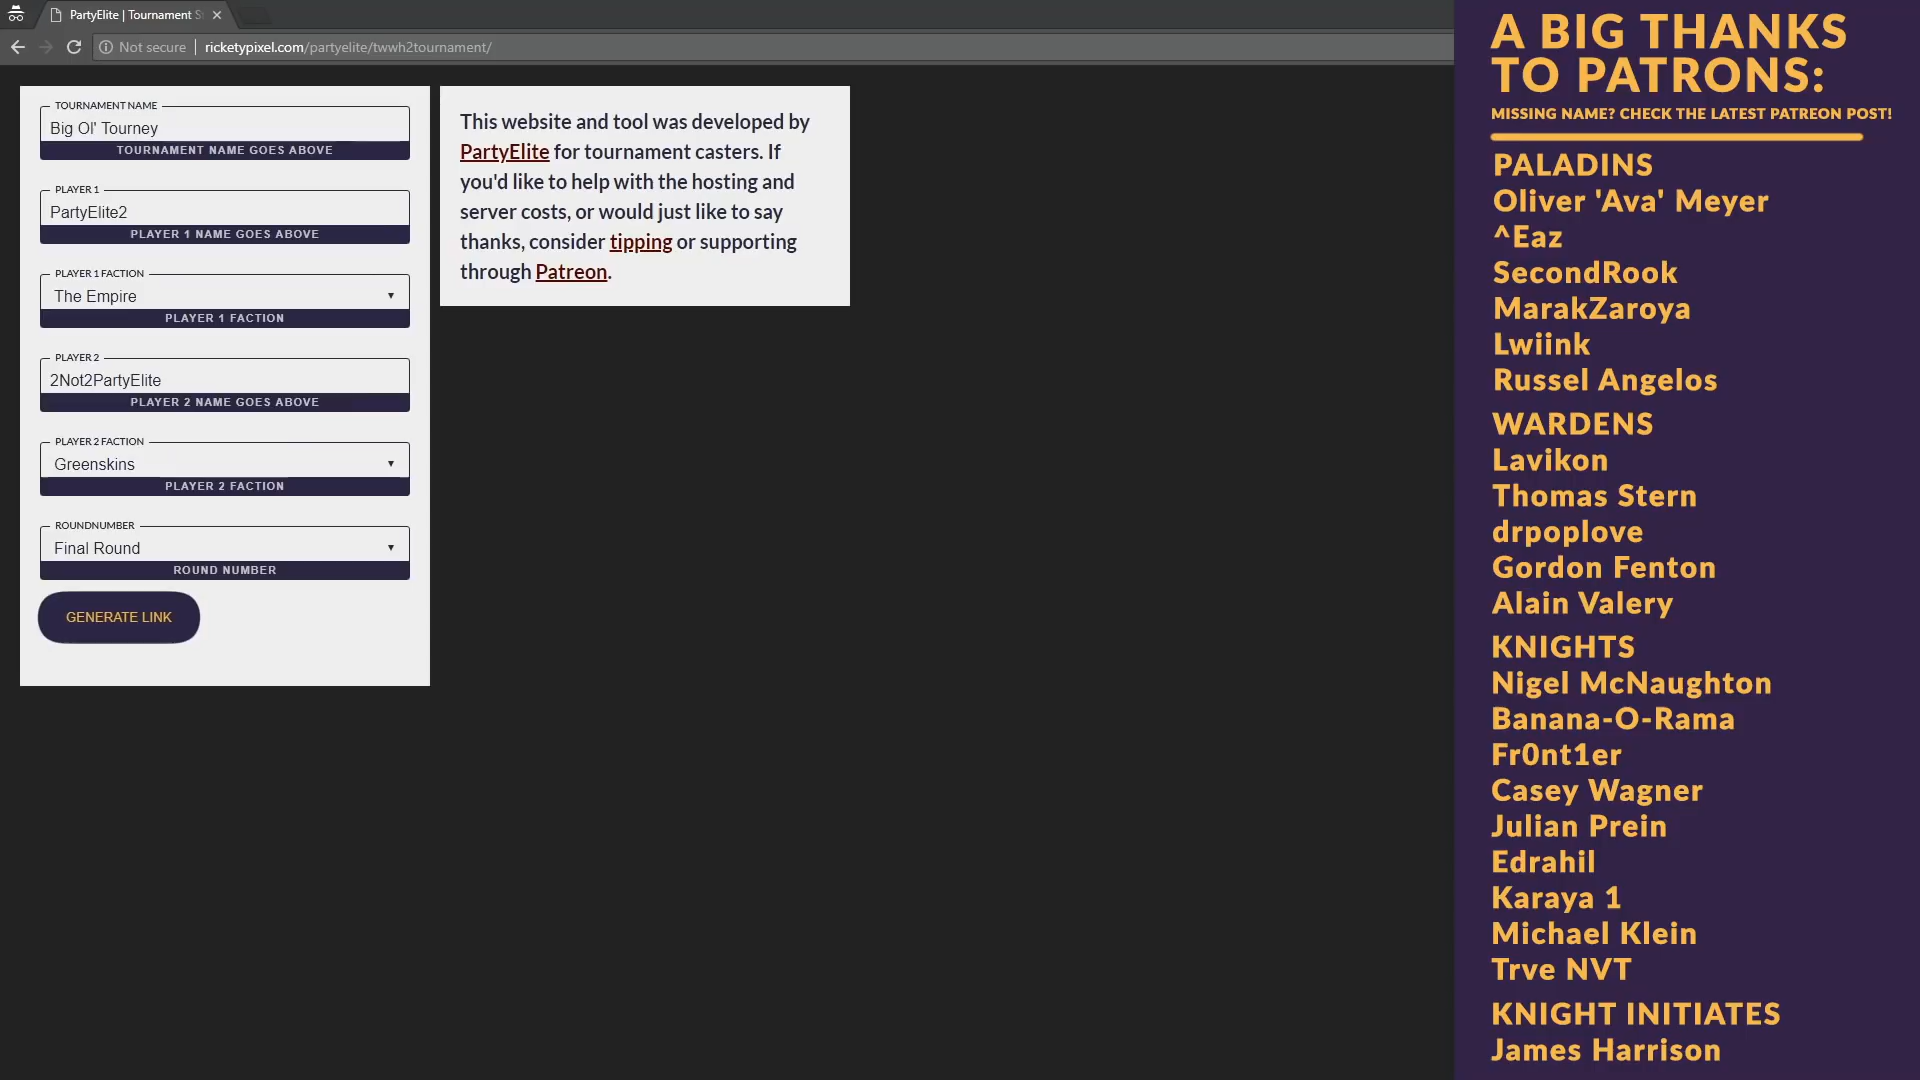 PartyElite | Tournament S
Not secure | ricketypixel.com/partyelite/twwh2tournament/
TOURNAMENT NAME
Big Ol' Tourney
TOURNAMENT NAME GOES ABOVE
PLAYER 1
PartyElite2
PLAYER 1 NAME GOES ABOVE
PLAYER 1 FACTION
The Empire
PLAYER 1 FACTION
PLAYER 2
2Not2PartyElite
PLAYER 2 NAME GOES ABOVE
PLAYER 2 FACTION
Greenskins
PLAYER 2 FACTION
ROUNDNUMBER
Final Round
ROUND NUMBER
GENERATE LINK
This website and tool was developed by
PartyElite for tournament casters. If
you'd like to help with the hosting and
server costs, or would just like to say
thanks, consider tipping or supporting
through Patreon.
A BIG THANKS
TO PATRONS:
MISSING NAME? CHECK THE LATEST PATREON POST!
PALADINS
Oliver 'Ava' Meyer
^Eaz
SecondRook
MarakZaroya
Lwiink
Russel Angelos
WARDENS
Lavikon
Thomas Stern
drpoplove
Gordon Fenton
Alain Valery
KNIGHTS
Nigel McNaughton
Banana-O-Rama
Fr0nt1er
Casey Wagner
Julian Prein
Edrahil
Karaya 1
Michael Klein
Trve NVT
KNIGHT INITIATES
James Harrison